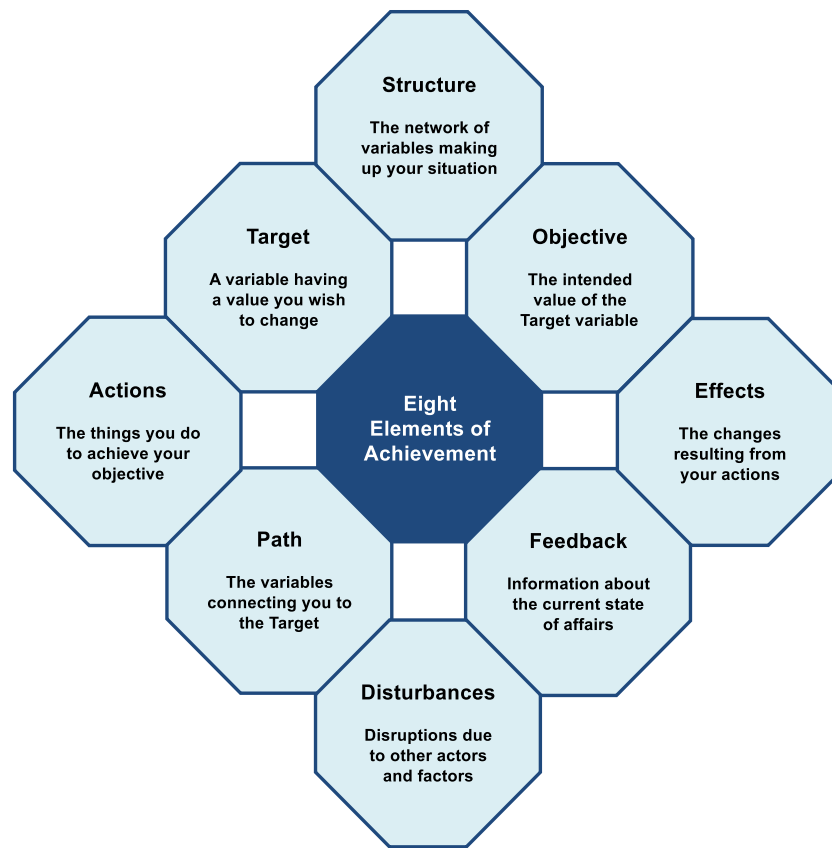 Structure
The network of
variables making
up your situation
Target
A variable having
a value you wish
to change
Objective
The intended
value of the
Target variable
Actions
The things you do
to achieve your
objective
Eight
Elements of
Achievement
Effects
The changes
resulting from
your actions
Path
The variables
connecting you to
the Target
Feedback
Information about
the current state
of affairs
Disturbances
Disruptions due
to other actors
and factors